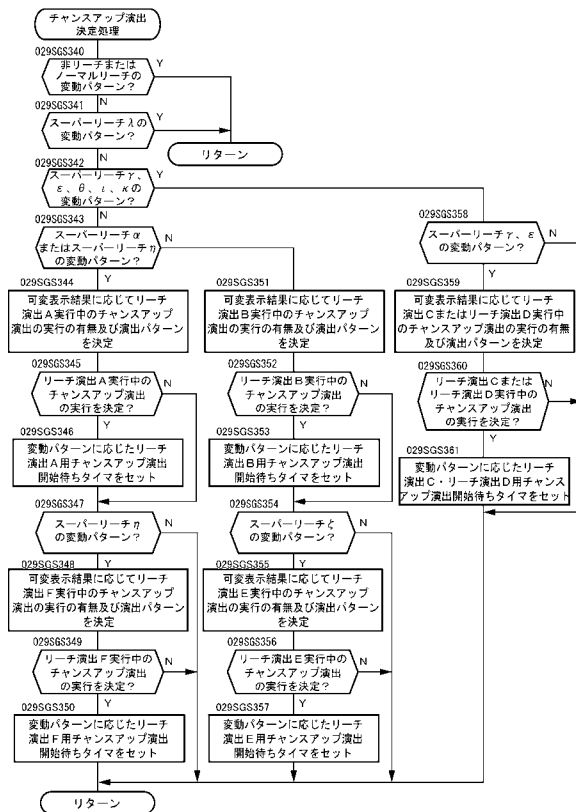 チャンスアップ演出
決定処理
029SGS340
非リーチまたは
ノーマルリーチの
変動パターン？
Y
N
029SGS341
スーパーリーチλの
変動パターン？
Y
N
リターン
029SGS342
スーパーリーチγ、
ε、θ、ι、κの
変動パターン？
Y
N
029SGS343
スーパーリーチα
またはスーパーリーチη
の変動パターン？
N
Y
029SGS344
可変表示結果に応じてリーチ
演出A実行中のチャンスアップ
演出の実行の有無及び演出パターン
を決定
029SGS345
リーチ演出A実行中の
チャンスアップ演出
の実行を決定？
N
Y
029SGS346
変動パターンに応じたリーチ
演出A用チャンスアップ演出
開始待ちタイマをセット
029SGS347
スーパーリーチη
の変動パターン？
N
Y
029SGS348
可変表示結果に応じてリーチ
演出F実行中のチャンスアップ
演出の実行の有無及び演出パターン
を決定
029SGS349
リーチ演出F実行中の
チャンスアップ演出
の実行を決定？
N
Y
029SGS350
変動パターンに応じたリーチ
演出F用チャンスアップ演出
開始待ちタイマをセット
リターン
029SGS351
可変表示結果に応じてリーチ
演出B実行中のチャンスアップ
演出の実行の有無及び演出パターン
を決定
029SGS352
リーチ演出B実行中の
チャンスアップ演出
の実行を決定？
N
Y
029SGS353
変動パターンに応じたリーチ
演出B用チャンスアップ演出
開始待ちタイマをセット
029SGS354
スーパーリーチζ
の変動パターン？
N
Y
029SGS355
可変表示結果に応じてリーチ
演出E実行中のチャンスアップ
演出の実行の有無及び演出パターン
を決定
029SGS356
リーチ演出E実行中の
チャンスアップ演出
の実行を決定？
N
Y
029SGS357
変動パターンに応じたリーチ
演出E用チャンスアップ演出
開始待ちタイマをセット
029SGS358
スーパーリーチγ、ε
の変動パターン？
N
Y
029SGS359
可変表示結果に応じてリーチ
演出Cまたはリーチ演出D実行中
のチャンスアップ演出の実行の有無
及び演出パターンを決定
029SGS360
リーチ演出Cまたは
リーチ演出D実行中の
チャンスアップ演出
の実行を決定？
N
Y
029SGS361
変動パターンに応じたリーチ
演出C・リーチ演出D用チャンス
アップ演出開始待ちタイマをセット